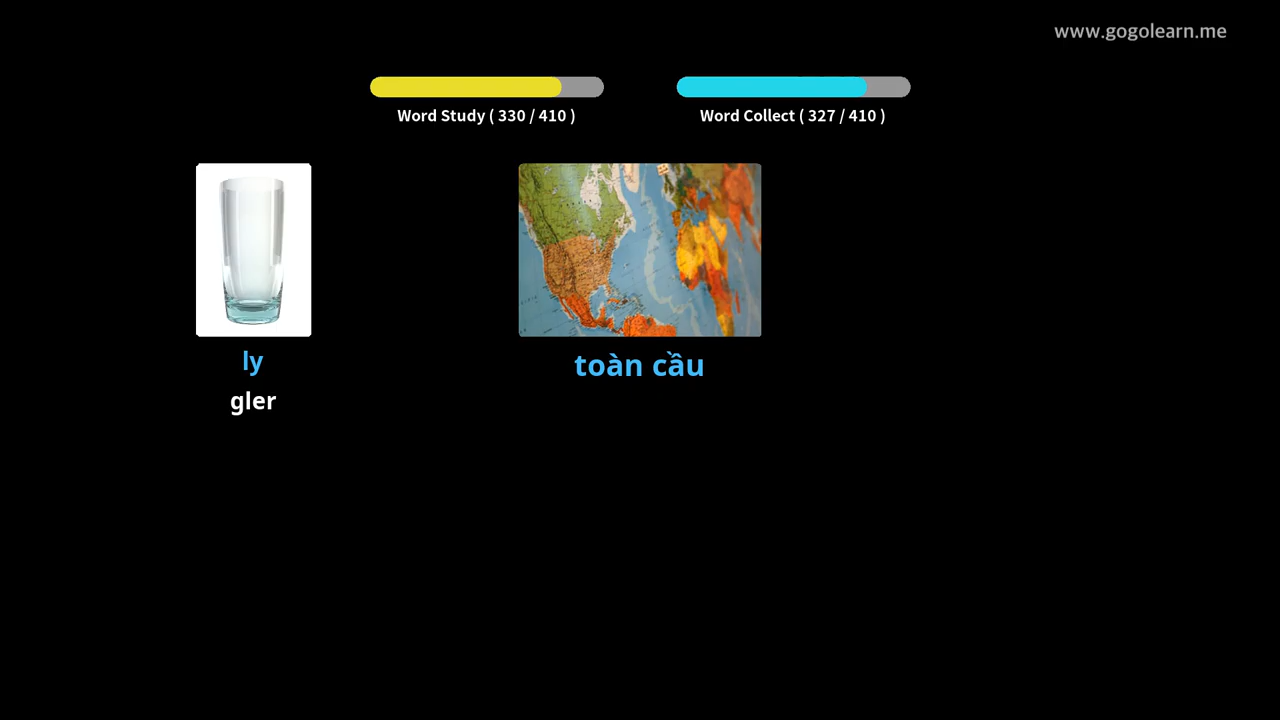 www.gogolearn.me
Word Study ( 330 / 410 )
Word Collect ( 327 / 410 )
ly
gler
toàn cầu